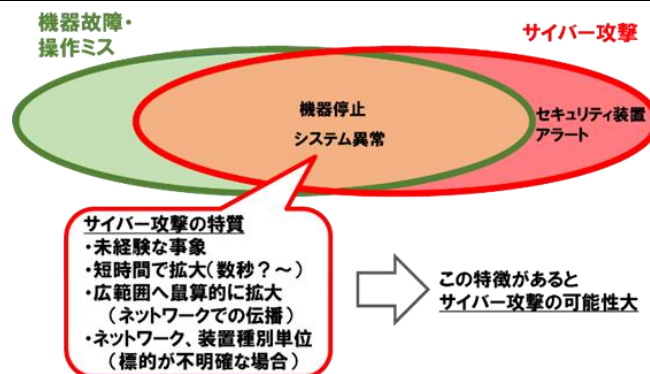 機器故障・
操作ミス
サイバー攻撃
機器停止
システム異常
セキュリティ装置
アラート
サイバー攻撃の特質
・未経験な事象
・短時間で拡大(数秒?~)
・広範囲へ鼠算的に拡大
(ネットワークでの伝播)
・ネットワーク、装置種別単位
(標的が不明確な場合)
この特徴があると
サイバー攻撃の可能性大